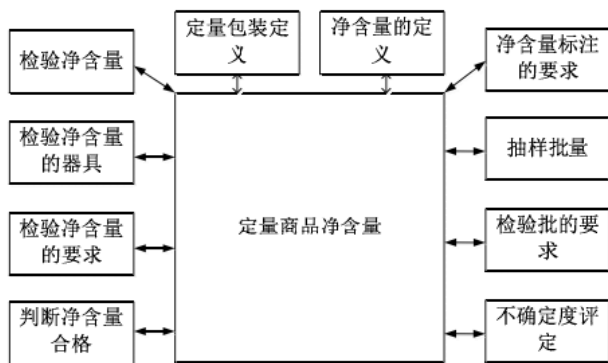 检验净含量
定量包装定
义
净含量的定
义
净含量标注
的要求
检验净含量
的器具
抽样批量
检验净含量
的要求
定量商品净含量
检验批的要
求
判断净含量
合格
不确定度评
定